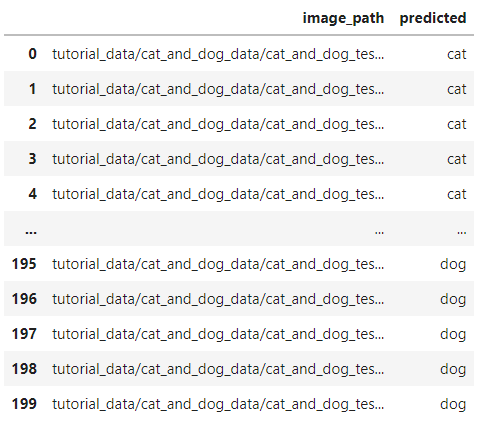 image_path predicted
0 tutorial_data/cat_and_dog_data/cat_and_dog_tes... cat
1 tutorial_data/cat_and_dog_data/cat_and_dog_tes... cat
2 tutorial_data/cat_and_dog_data/cat_and_dog_tes... cat
3 tutorial_data/cat_and_dog_data/cat_and_dog_tes... cat
4 tutorial_data/cat_and_dog_data/cat_and_dog_tes... cat
... ... ...
195 tutorial_data/cat_and_dog_data/cat_and_dog_tes... dog
196 tutorial_data/cat_and_dog_data/cat_and_dog_tes... dog
197 tutorial_data/cat_and_dog_data/cat_and_dog_tes... dog
198 tutorial_data/cat_and_dog_data/cat_and_dog_tes... dog
199 tutorial_data/cat_and_dog_data/cat_and_dog_tes... dog